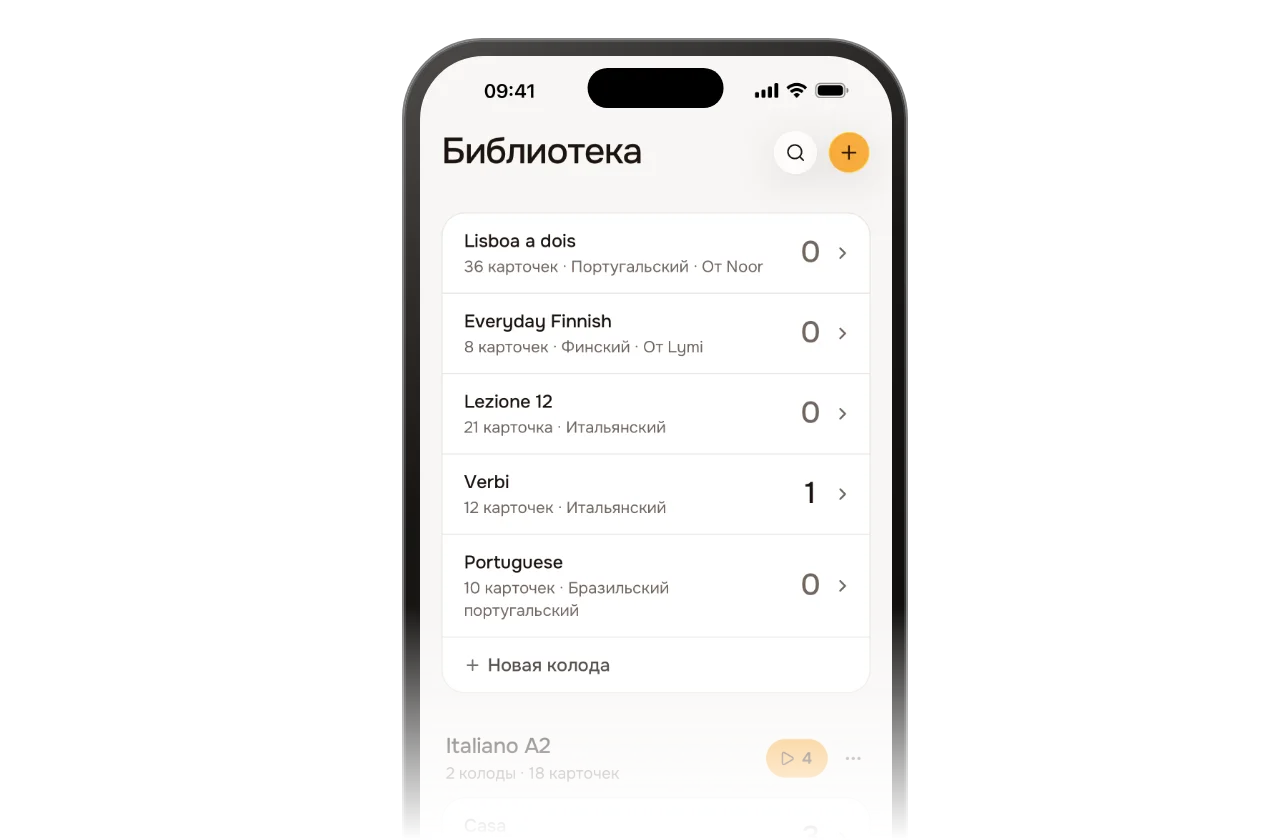 09:41
Библиотека
Lisboa a dois
36 карточек · Португальский · От Noor
0
Everyday Finnish
8 карточек · Финский · От Lymi
0
Lezione 12
21 карточка · Итальянский
0
Verbi
12 карточек · Итальянский
1
Portuguese
10 карточек · Бразильский
португальский
0
+ Новая колода
Italiano A2
2 колоды · 18 карточек
4
Casa